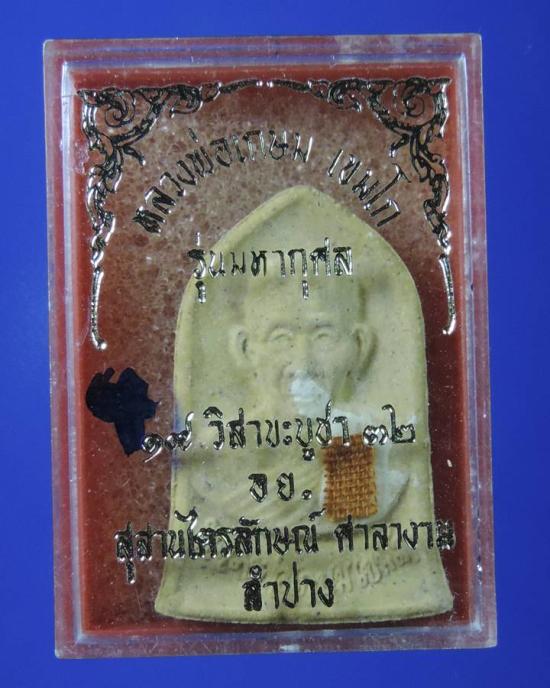 หลวงพ่อเกษม เขมโก
รุ่นมหากุศล
๑๗ วิสาขะบูชา ๓๒
อ ย.
สุสานไตรลักษณ์ ศาลางาม
ลำปาง